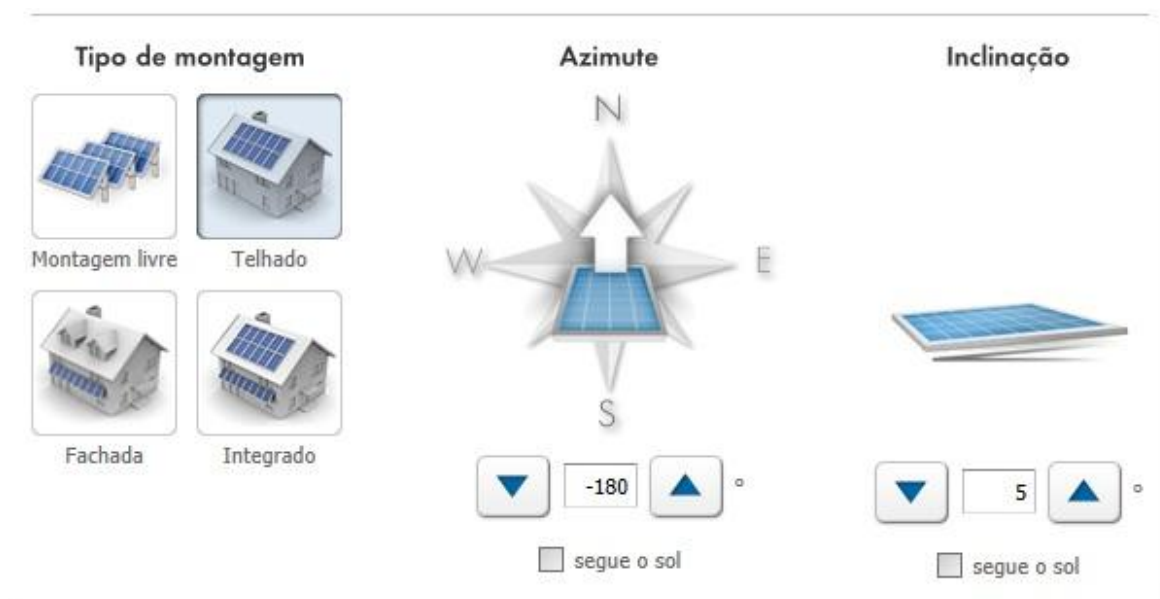 Tipo de montagem
Azimute
Inclinação
N
W
E
S
Montagem livre
Telhado
Fachada
Integrado
-180
°
5
°
segue o sol
segue o sol